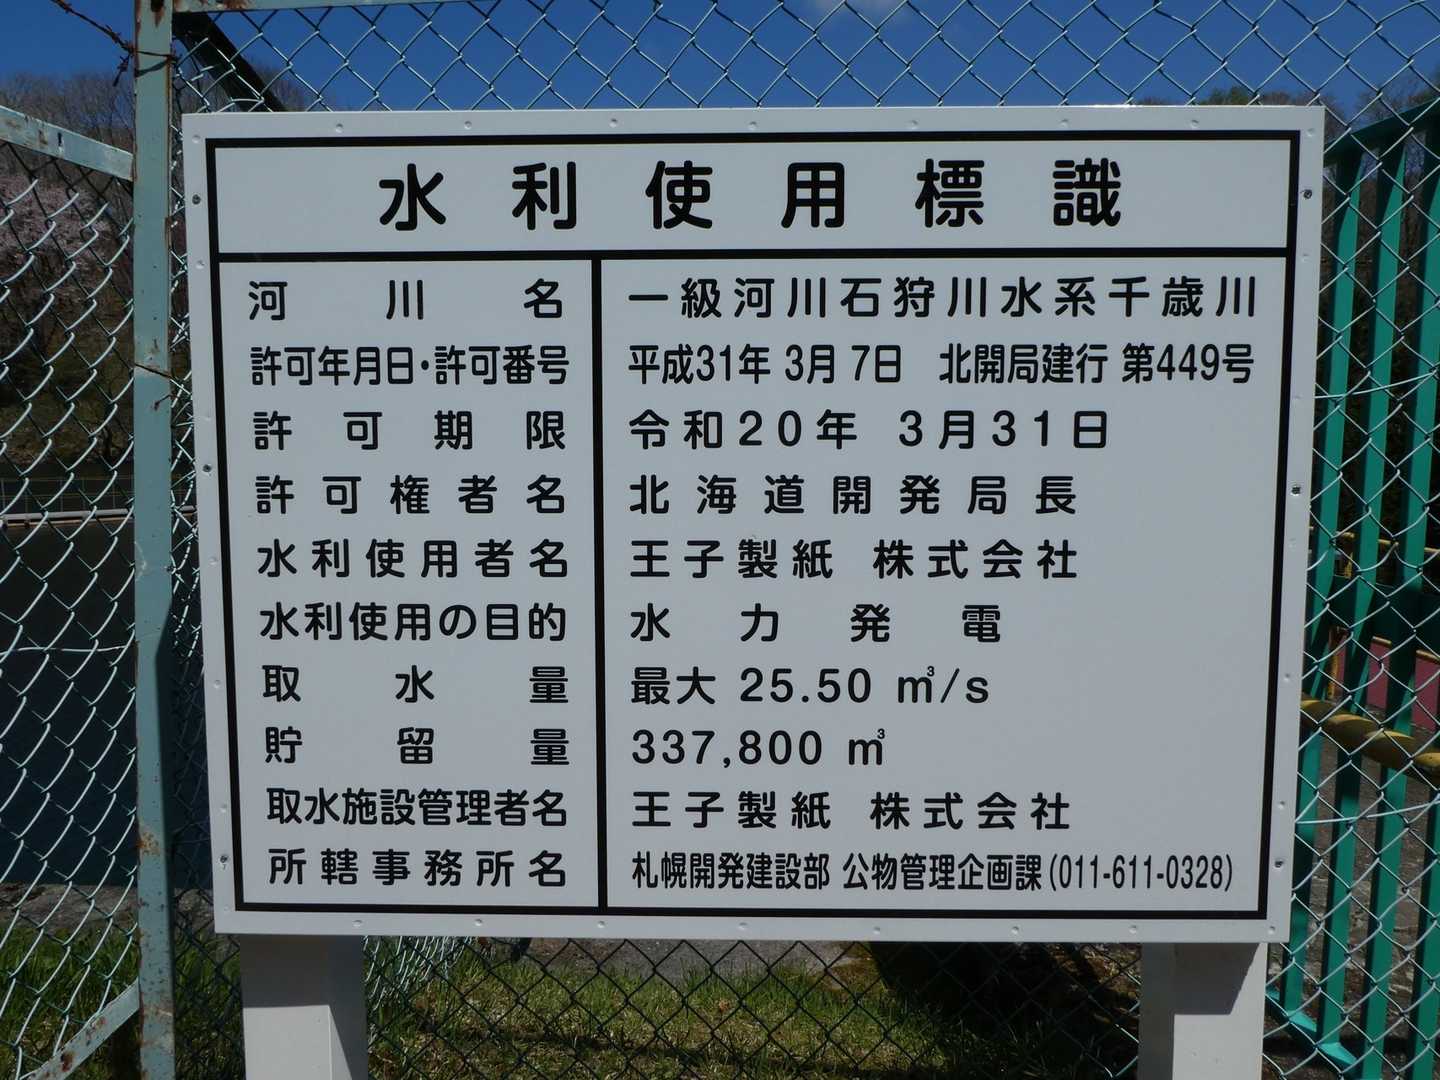 水利使用標識
河川名 一級河川石狩川水系千歳川
許可年月日・許可番号 平成31年 3月 7日 北開局建行 第449号
許可期限 令和20年 3月31日
許可権者名 北海道開発局長
水利使用者名 王子製紙 株式会社
水利使用の目的 水力発電
取水量 最大 25.50 ㎥/s
貯留量 337,800 ㎥
取水施設管理者名 王子製紙 株式会社
所轄事務所名 札幌開発建設部 公物管理企画課(011-611-0328)